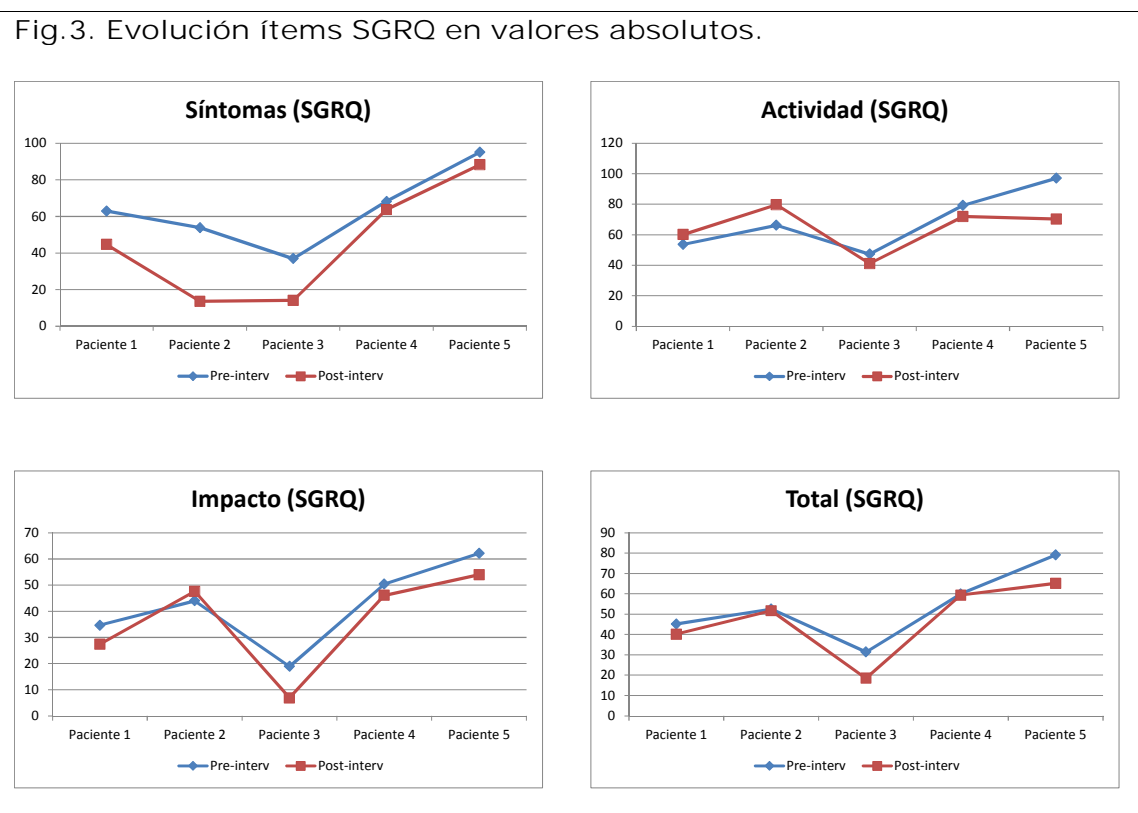 Fig.3. Evolución ítems SGRQ en valores absolutos.
Síntomas (SGRQ)
100
80
60
40
20
0
Paciente 1 Paciente 2 Paciente 3 Paciente 4 Paciente 5
Pre-interv Post-interv
Actividad (SGRQ)
120
100
80
60
40
20
0
Paciente 1 Paciente 2 Paciente 3 Paciente 4 Paciente 5
Pre-interv Post-interv
Impacto (SGRQ)
70
60
50
40
30
20
10
0
Paciente 1 Paciente 2 Paciente 3 Paciente 4 Paciente 5
Pre-interv Post-interv
Total (SGRQ)
90
80
70
60
50
40
30
20
10
0
Paciente 1 Paciente 2 Paciente 3 Paciente 4 Paciente 5
Pre-interv Post-interv